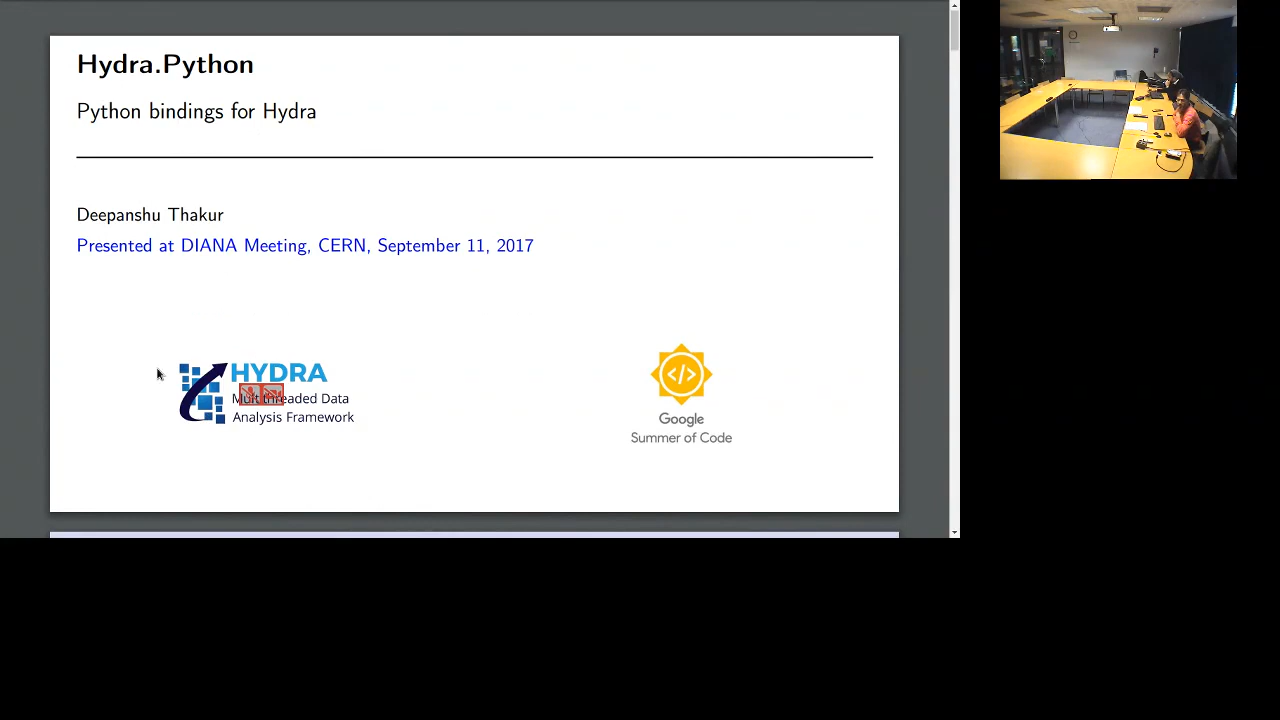 Hydra.Python
Python bindings for Hydra
Deepanshu Thakur
Presented at DIANA Meeting, CERN, September 11, 2017
HYDRA
Multithreaded Data
Analysis Framework
</>
Google
Summer of Code